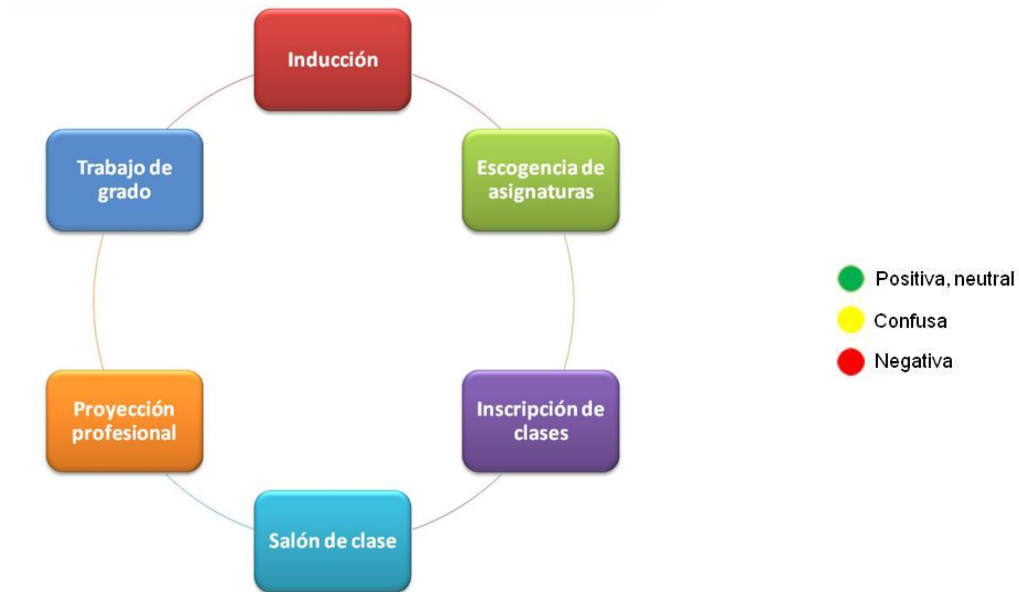 Inducción
Escogencia de
asignaturas
Inscripción de
clases
Salón de clase
Proyección
profesional
Trabajo de
grado
Positiva, neutral
Confusa
Negativa